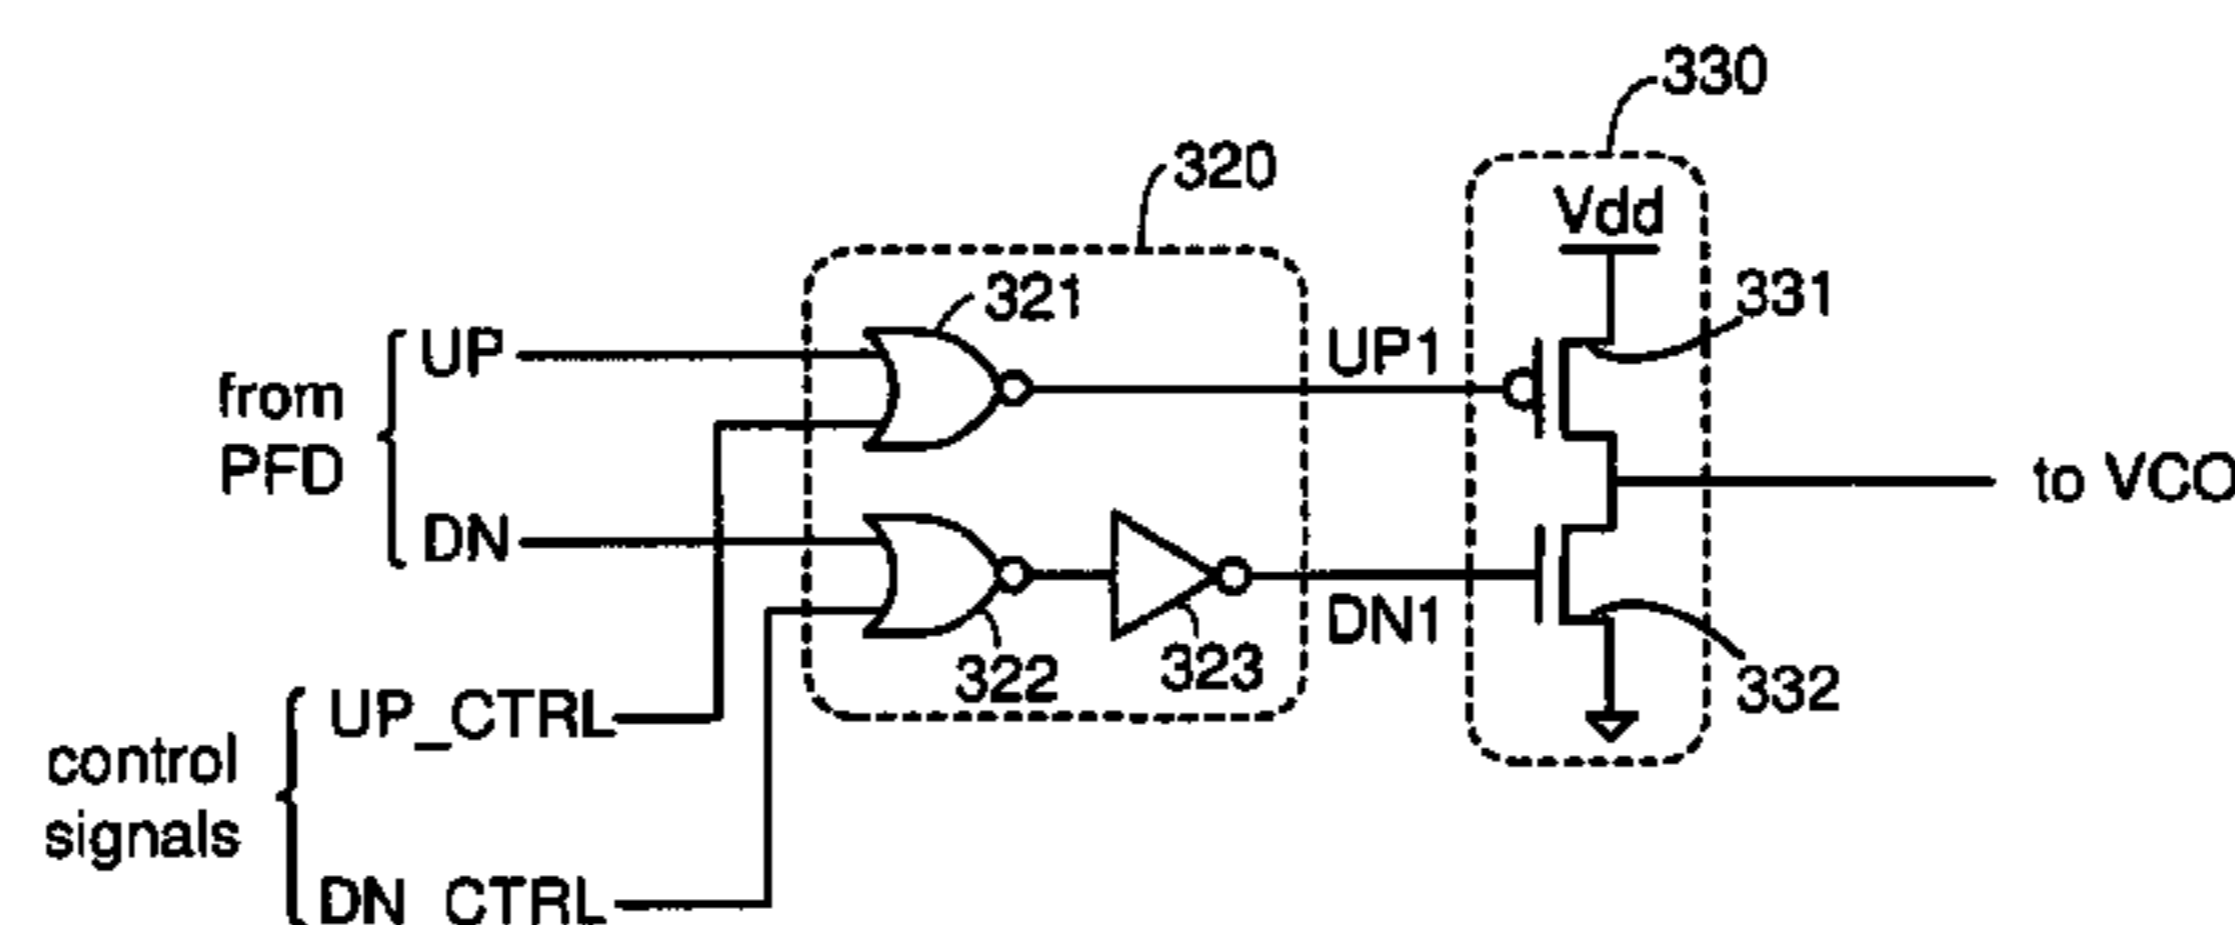 330
320
Vdd
321
331
UP
UP1
from
PFD
to VCO
DN
DN1
322
323
332
UP_CTRL
control
signals
DN_CTRL